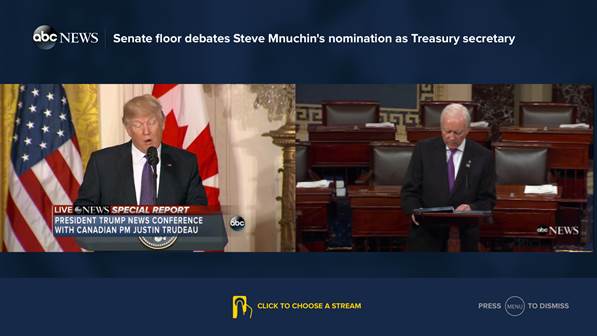 abc NEWS
Senate floor debates Steve Mnuchin's nomination as Treasury secretary
LIVE abc NEWS SPECIAL REPORT
PRESIDENT TRUMP NEWS CONFERENCE
WITH CANADIAN PM JUSTIN TRUDEAU
abc
abc NEWS
CLICK TO CHOOSE A STREAM
PRESS MENU TO DISMISS